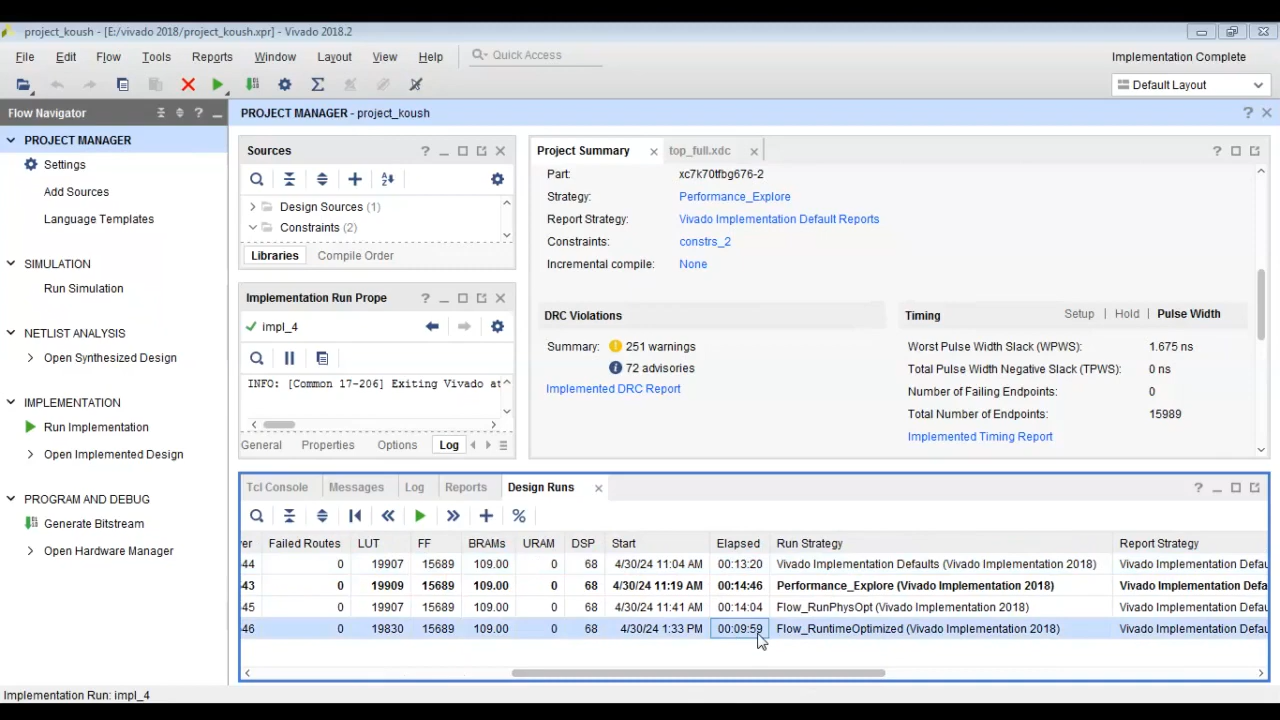 project_koush - [E:/vivado 2018/project_koush.xpr] - Vivado 2018.2
File Edit Flow Tools Reports Window Layout View Help Quick Access
Implementation Complete
Default Layout
Flow Navigator
PROJECT MANAGER
Settings
Add Sources
Language Templates
SIMULATION
Run Simulation
NETLIST ANALYSIS
Open Synthesized Design
IMPLEMENTATION
Run Implementation
Open Implemented Design
PROGRAM AND DEBUG
Generate Bitstream
Open Hardware Manager
PROJECT MANAGER - project_koush
Sources
Design Sources (1)
Constraints (2)
Libraries Compile Order
Implementation Run Prope
impl_4
INFO: [Common 17-206] Exiting Vivado at
General Properties Options Log
Project Summary top_full.xdc
Part: xc7k70tfbg676-2
Strategy: Performance_Explore
Report Strategy: Vivado Implementation Default Reports
Constraints: constrs_2
Incremental compile: None
DRC Violations
Summary: 251 warnings
72 advisories
Implemented DRC Report
Timing Setup | Hold | Pulse Width
Worst Pulse Width Slack (WPWS): 1.675 ns
Total Pulse Width Negative Slack (TPWS): 0 ns
Number of Failing Endpoints: 0
Total Number of Endpoints: 15989
Implemented Timing Report
Tcl Console Messages Log Reports Design Runs
er Failed Routes LUT FF BRAMs URAM DSP Start Elapsed Run Strategy Report Strategy
44 0 19907 15689 109.00 0 68 4/30/24 11:04 AM 00:13:20 Vivado Implementation Defaults (Vivado Implementation 2018) Vivado Implementation Defau
43 0 19909 15689 109.00 0 68 4/30/24 11:19 AM 00:14:46 Performance_Explore (Vivado Implementation 2018) Vivado Implementation Defa
45 0 19907 15689 109.00 0 68 4/30/24 11:41 AM 00:14:04 Flow_RunPhysOpt (Vivado Implementation 2018) Vivado Implementation Defau
46 0 19830 15689 109.00 0 68 4/30/24 1:33 PM 00:09:59 Flow_RuntimeOptimized (Vivado Implementation 2018) Vivado Implementation Defau
Implementation Run: impl_4